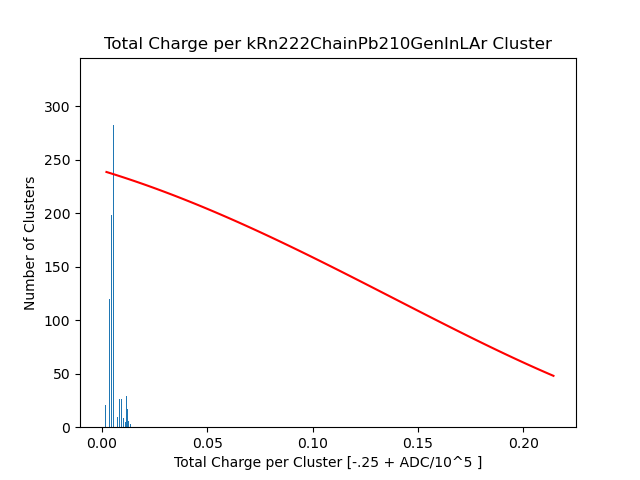 Total Charge per kRn222ChainPb210GenInLAr Cluster
300
250
200
150
100
50
0
Number of Clusters
0.00 0.05 0.10 0.15 0.20
Total Charge per Cluster [-.25 + ADC/10^5 ]